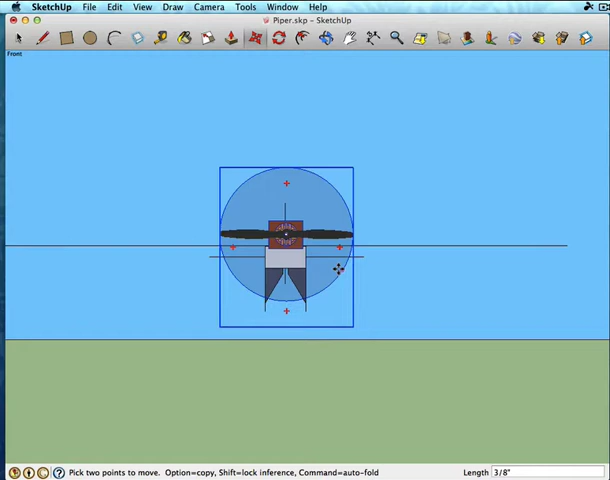 SketchUp File Edit View Draw Camera Tools Window Help
Piper.skp – SketchUp
Front
Pick two points to move. Option=copy, Shift=lock inference, Command=auto-fold
Length 3/8"